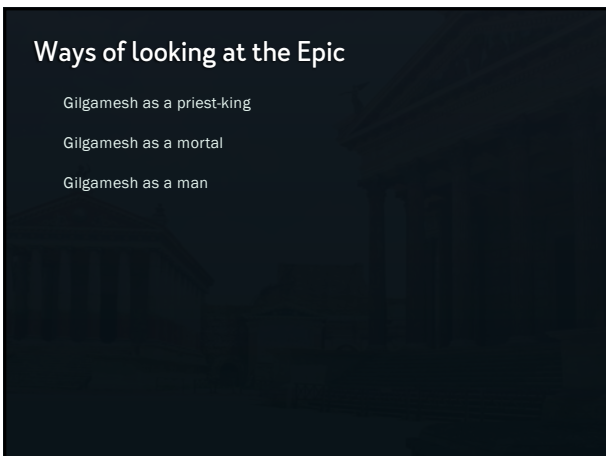 Ways of looking at the Epic
Gilgamesh as a priest-king
Gilgamesh as a mortal
Gilgamesh as a man